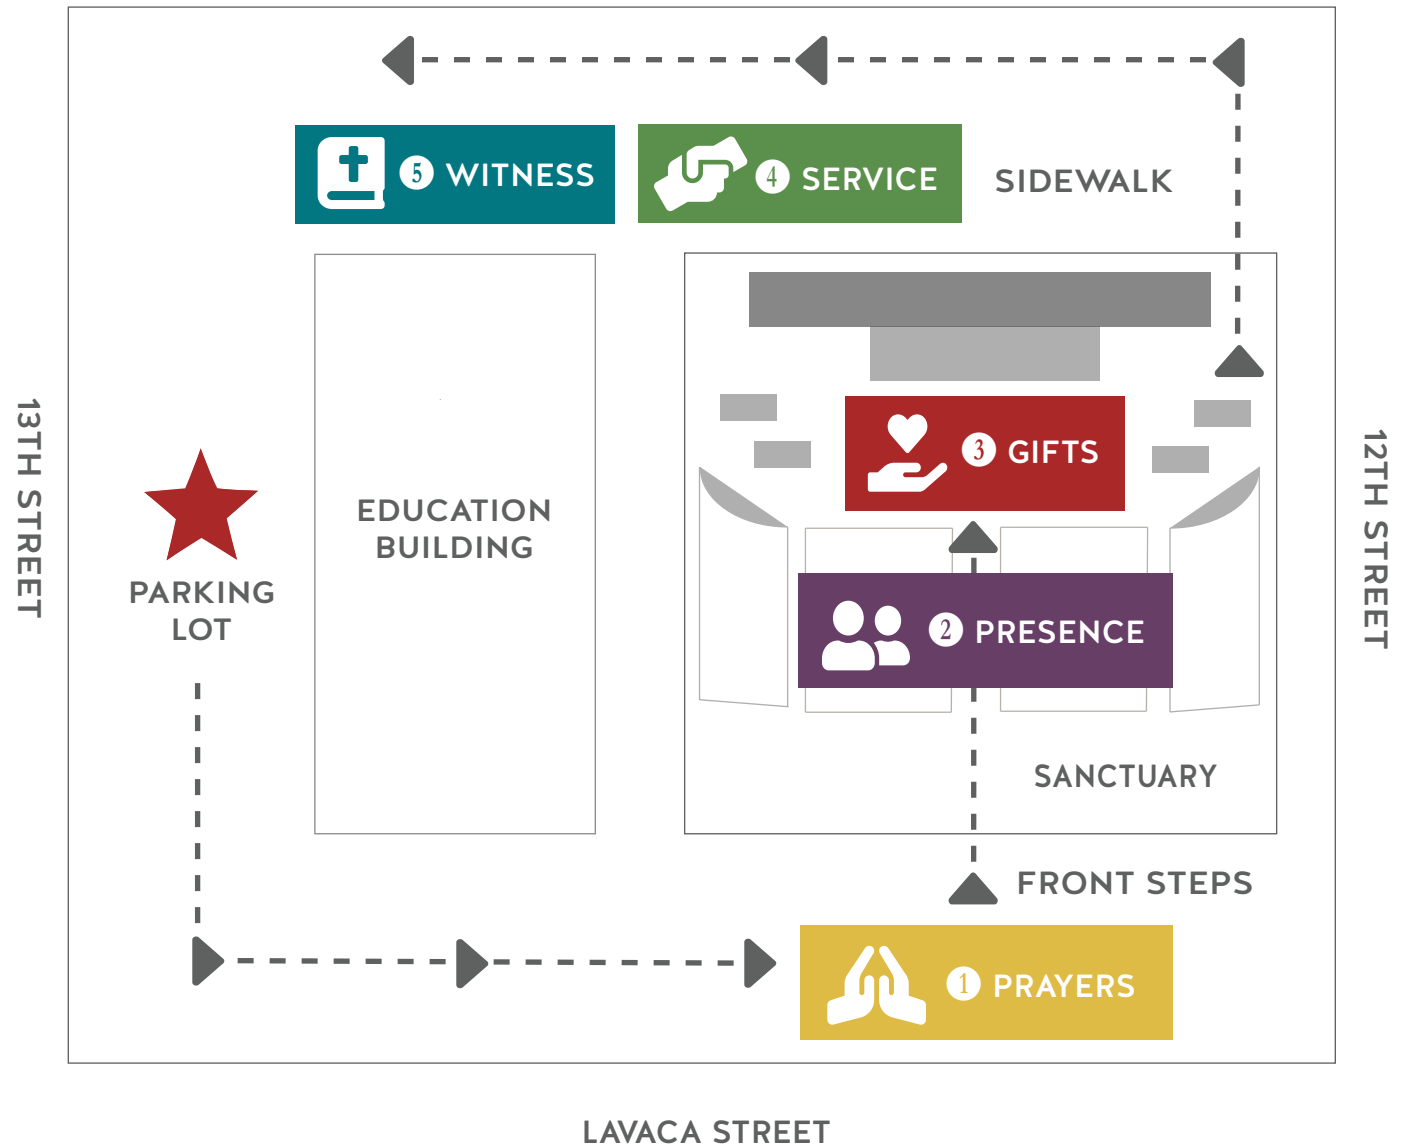 5 WITNESS
4 SERVICE
SIDEWALK
3 GIFTS
13TH STREET
12TH STREET
EDUCATION
BUILDING
PARKING
LOT
2 PRESENCE
SANCTUARY
FRONT STEPS
1 PRAYERS
LAVACA STREET